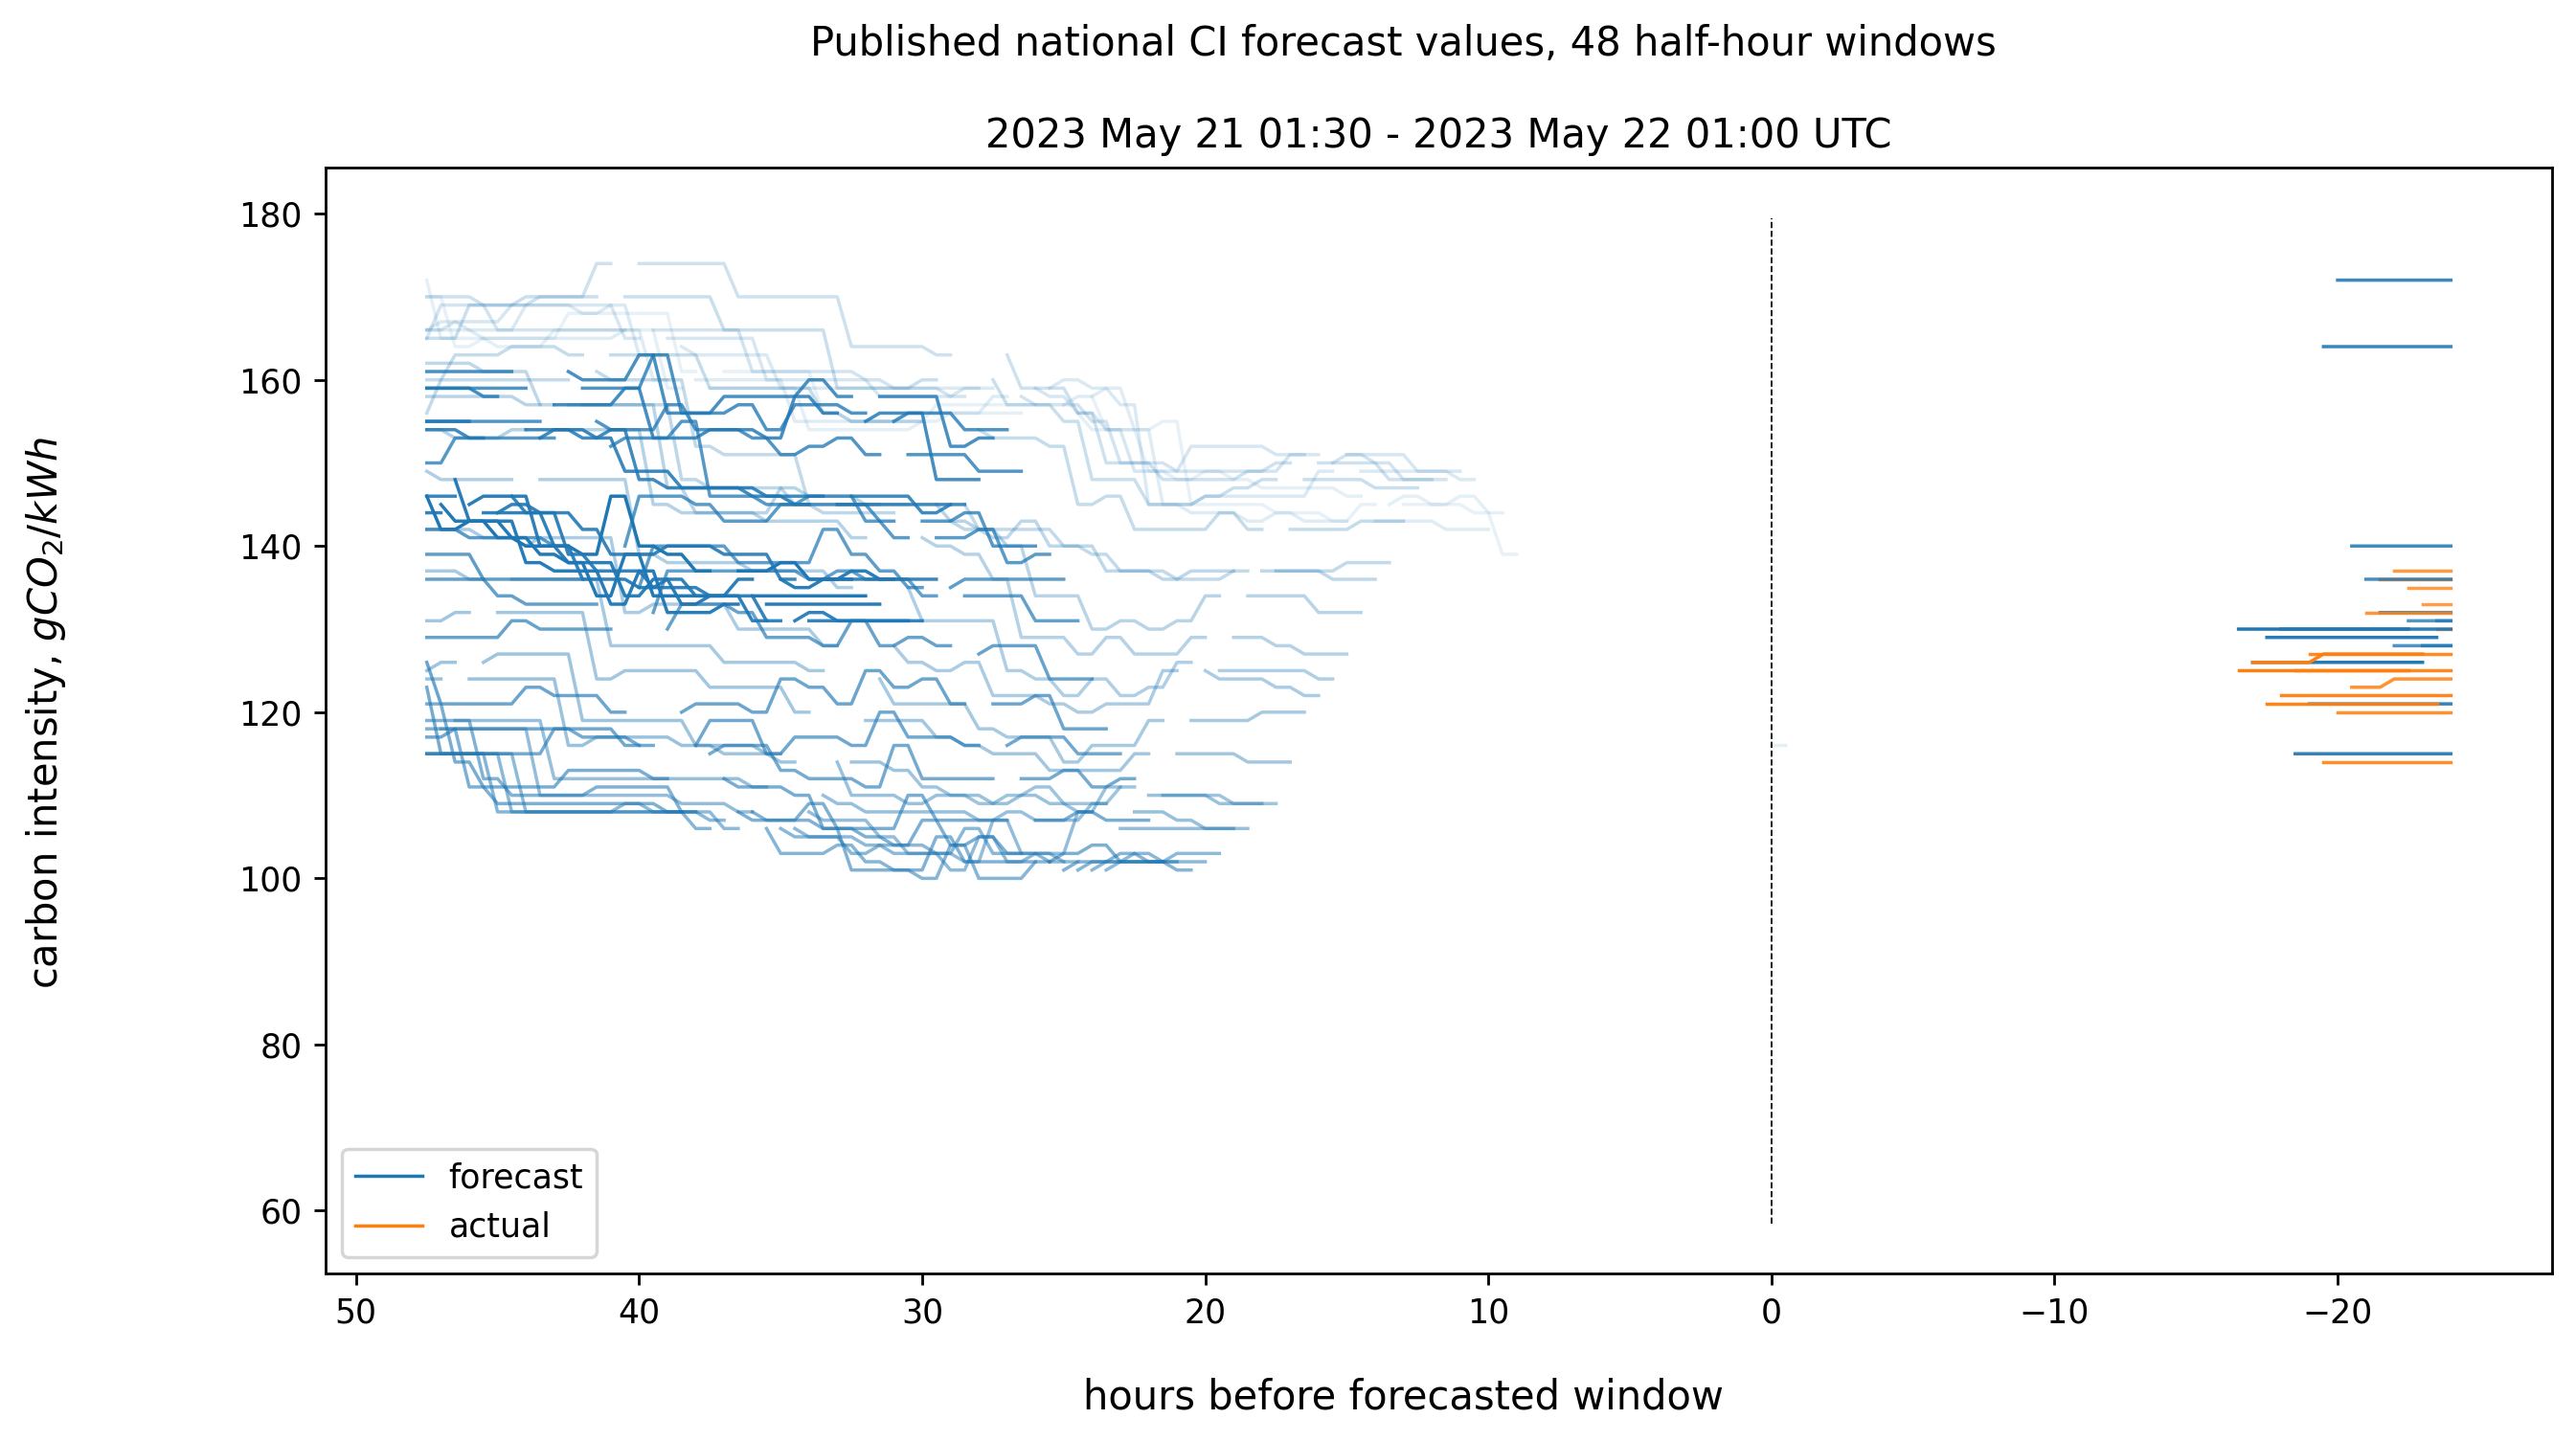 Published national CI forecast values, 48 half-hour windows
2023 May 21 01:30 - 2023 May 22 01:00 UTC
carbon intensity, gCO₂/kWh
180
160
140
120
100
80
60
forecast
actual
50 40 30 20 10 0 −10 −20
hours before forecasted window